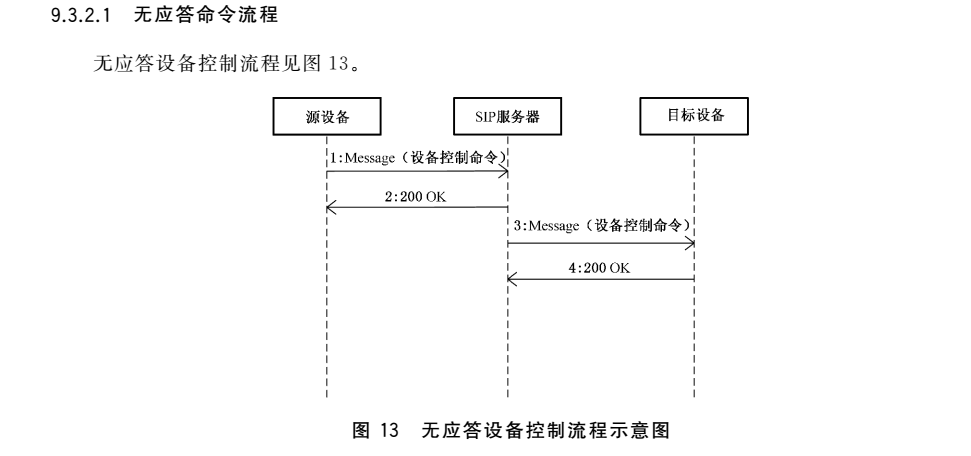 9.3.2.1 无应答命令流程
无应答设备控制流程见图 13。
源设备
SIP服务器
目标设备
1:Message（设备控制命令）
2:200 OK
3:Message（设备控制命令）
4:200 OK
图 13 无应答设备控制流程示意图